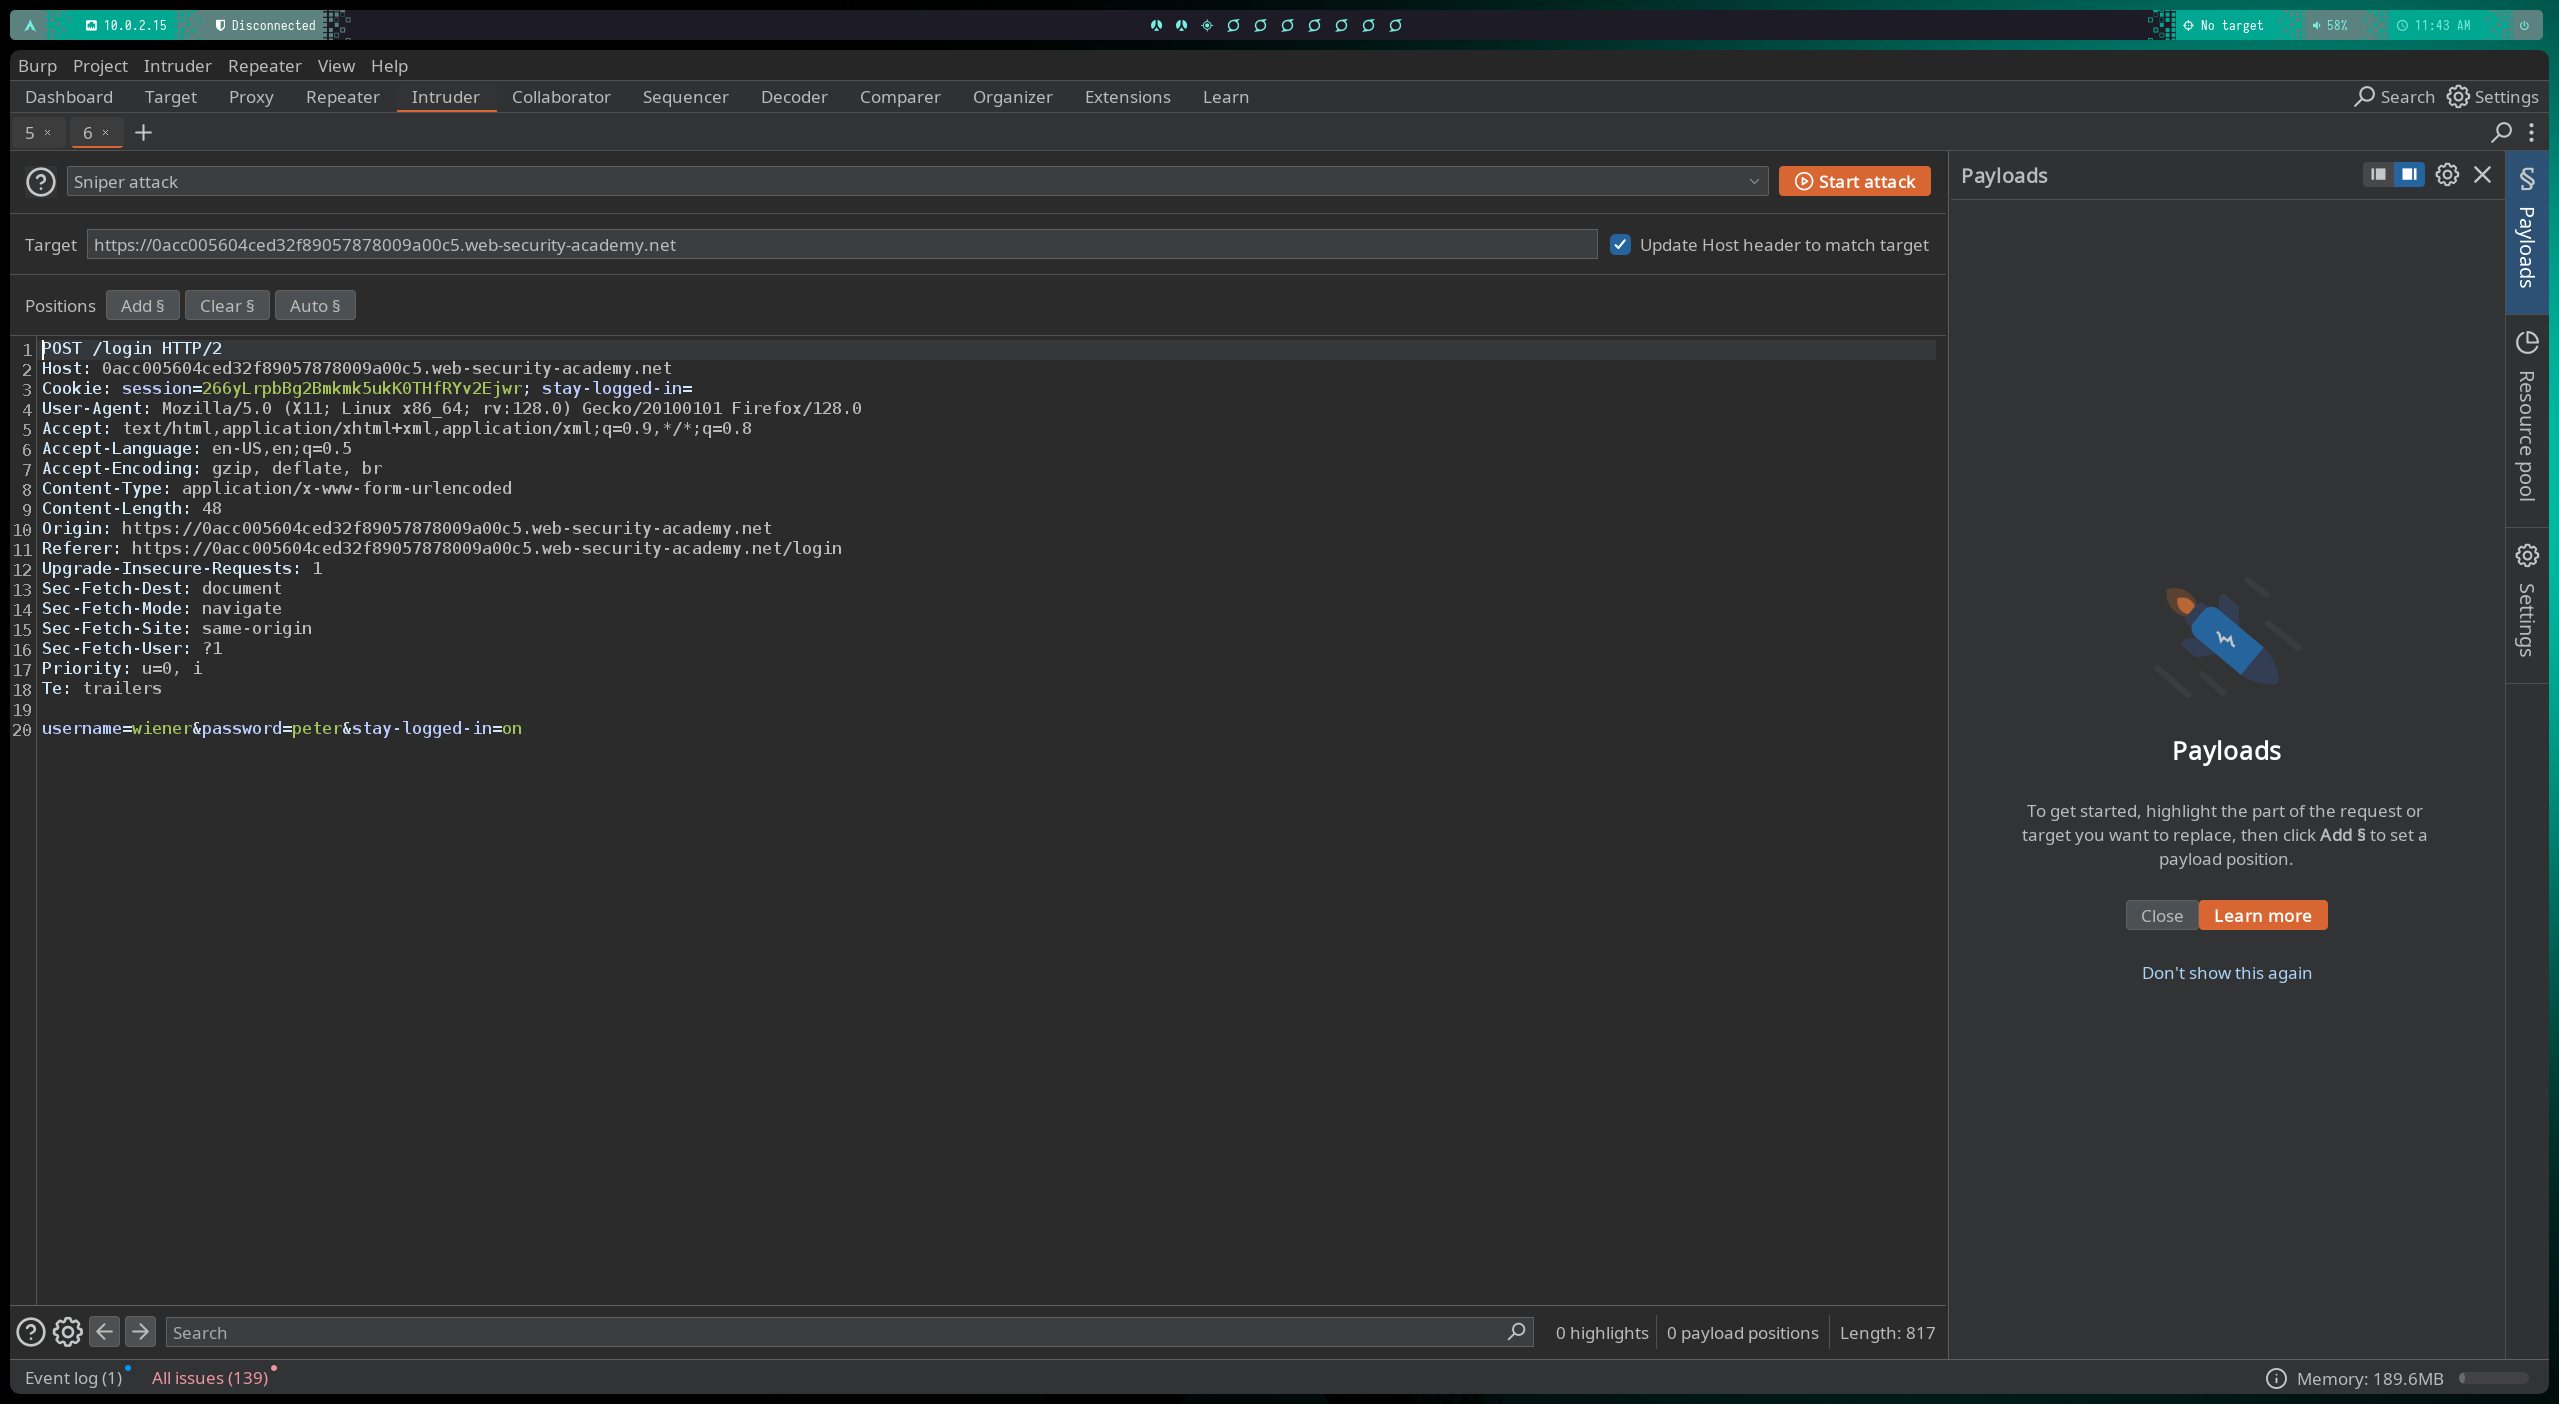 10.0.2.15 Disconnected No target 58% 11:43 AM
Burp Project Intruder Repeater View Help
Dashboard Target Proxy Repeater Intruder Collaborator Sequencer Decoder Comparer Organizer Extensions Learn Search Settings
5 × 6 × +
Sniper attack Start attack
Target https://0acc005604ced32f89057878009a00c5.web-security-academy.net Update Host header to match target
Positions Add § Clear § Auto §
1 POST /login HTTP/2
2 Host: 0acc005604ced32f89057878009a00c5.web-security-academy.net
3 Cookie: session=266yLrpbBg2Bmkmk5ukK0THfRYv2Ejwr; stay-logged-in=
4 User-Agent: Mozilla/5.0 (X11; Linux x86_64; rv:128.0) Gecko/20100101 Firefox/128.0
5 Accept: text/html,application/xhtml+xml,application/xml;q=0.9,*/*;q=0.8
6 Accept-Language: en-US,en;q=0.5
7 Accept-Encoding: gzip, deflate, br
8 Content-Type: application/x-www-form-urlencoded
9 Content-Length: 48
10 Origin: https://0acc005604ced32f89057878009a00c5.web-security-academy.net
11 Referer: https://0acc005604ced32f89057878009a00c5.web-security-academy.net/login
12 Upgrade-Insecure-Requests: 1
13 Sec-Fetch-Dest: document
14 Sec-Fetch-Mode: navigate
15 Sec-Fetch-Site: same-origin
16 Sec-Fetch-User: ?1
17 Priority: u=0, i
18 Te: trailers
19
20 username=wiener&password=peter&stay-logged-in=on
Search 0 highlights 0 payload positions Length: 817
Payloads
Payloads
To get started, highlight the part of the request or
target you want to replace, then click Add § to set a
payload position.
Close Learn more
Don't show this again
§ Payloads
Resource pool
Settings
Event log (1) All issues (139) Memory: 189.6MB